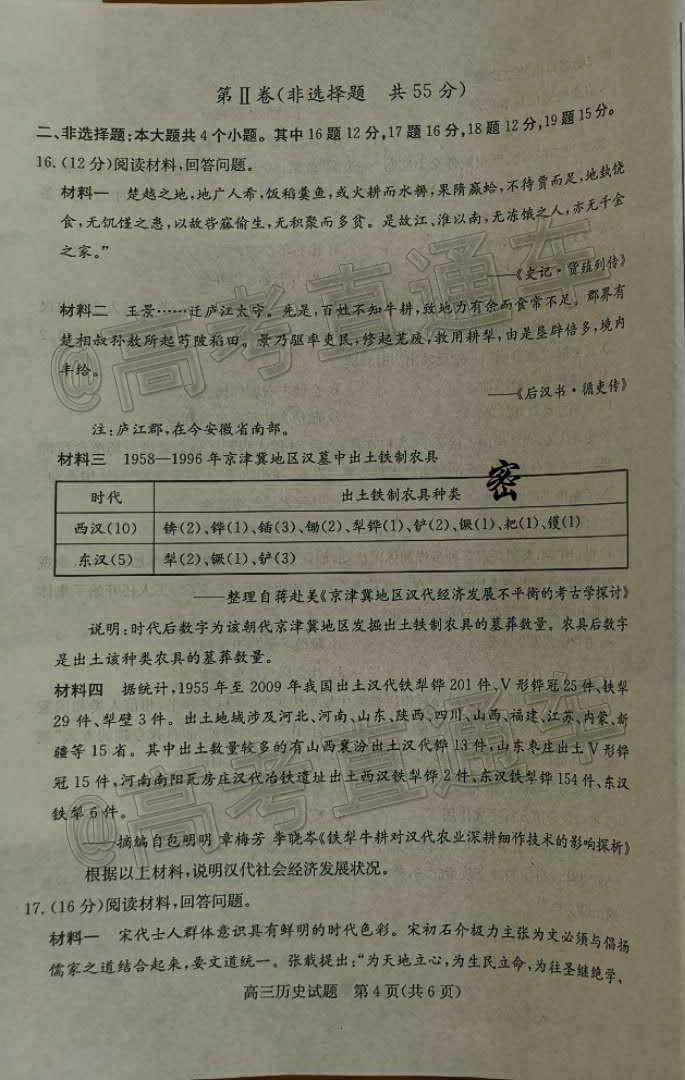 第Ⅱ卷(非选择题 共55分)
二、非选择题:本大题共4个小题。其中16题12分,17题16分,18题12分,19题15分。
16.(12分)阅读材料,回答问题。
材料一 楚越之地,地广人希,饭稻羹鱼,或火耕而水耨,果隋蠃蛤,不待贾而足,地埶饶
食,无饥馑之患,以故呰窳偷生,无积聚而多贫。是故江、淮以南,无冻饿之人,亦无千金
之家。”
——《史记·货殖列传》
材料二 王景……迁庐江太守。先是,百姓不知牛耕,致地力有余而食常不足。郡界有
楚相叔孙敖所起芍陂稻田。景乃驱率吏民,修起芜废,教用耕犁,由是垦辟倍多,境内
丰给。
——《后汉书·循吏传》
注:庐江郡,在今安徽省南部。
材料三 1958—1996年京津冀地区汉墓中出土铁制农具
密
时代 出土铁制农具种类
西汉(10) 锛(2)、铧(1)、锸(3)、锄(2)、犁铧(1)、铲(2)、镢(1)、耙(1)、镬(1)
东汉(5) 犁(2)、镢(1)、铲(3)
——整理自蒋赴美《京津冀地区汉代经济发展不平衡的考古学探讨》
说明:时代后数字为该朝代京津冀地区发掘出土铁制农具的墓葬数量。农具后数字
是出土该种类农具的墓葬数量。
材料四 据统计,1955年至2009年我国出土汉代铁犁铧201件、V形铧冠25件、铁犁
29件、犁壁3件。出土地域涉及河北、河南、山东、陕西、四川、山西、福建、江苏、内蒙、新
疆等15省。其中出土数量较多的有山西襄汾出土汉代铧13件,山东枣庄出土V形铧
冠15件,河南南阳瓦房庄汉代冶铁遗址出土西汉铁犁铧2件、东汉铁犁铧154件、东汉
铁犁6件。
——摘编自包明明 章梅芳 李晓岑《铁犁牛耕对汉代农业深耕细作技术的影响探析》
根据以上材料,说明汉代社会经济发展状况。
17.(16分)阅读材料,回答问题。
材料一 宋代士人群体意识具有鲜明的时代色彩。宋初石介极力主张为文必须与倡扬
儒家之道结合起来,要文道统一。张载提出:“为天地立心,为生民立命,为往圣继绝学,
高三历史试题 第4页(共6页)
@高考直通车
@高考直通车